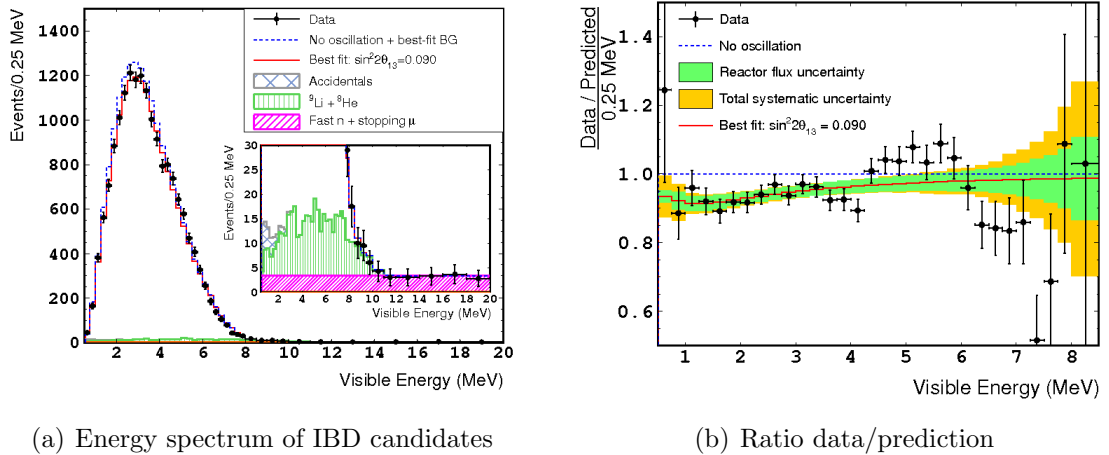 Events/0.25 MeV
1400
1200
1000
800
600
400
200
0
2 4 6 8 10 12 14 16 18 20
Visible Energy (MeV)
Data
No oscillation + best-fit BG
Best fit: sin²2θ₁₃=0.090
Accidentals
⁹Li + ⁸He
Fast n + stopping μ
Events/0.25 MeV
30
25
20
15
10
5
0
2 4 6 8 10 12 14 16 18 20
Visible Energy (MeV)
(a) Energy spectrum of IBD candidates
Data / Predicted
0.25 MeV
1.4
1.2
1.0
0.8
0.6
Data
No oscillation
Reactor flux uncertainty
Total systematic uncertainty
Best fit: sin²2θ₁₃ = 0.090
1 2 3 4 5 6 7 8
Visible Energy (MeV)
(b) Ratio data/prediction